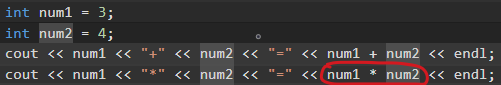 int num1 = 3;
int num2 = 4;
cout << num1 << "+" << num2 << "=" << num1 + num2 << endl;
cout << num1 << "*" << num2 << "=" << num1 * num2 << endl;